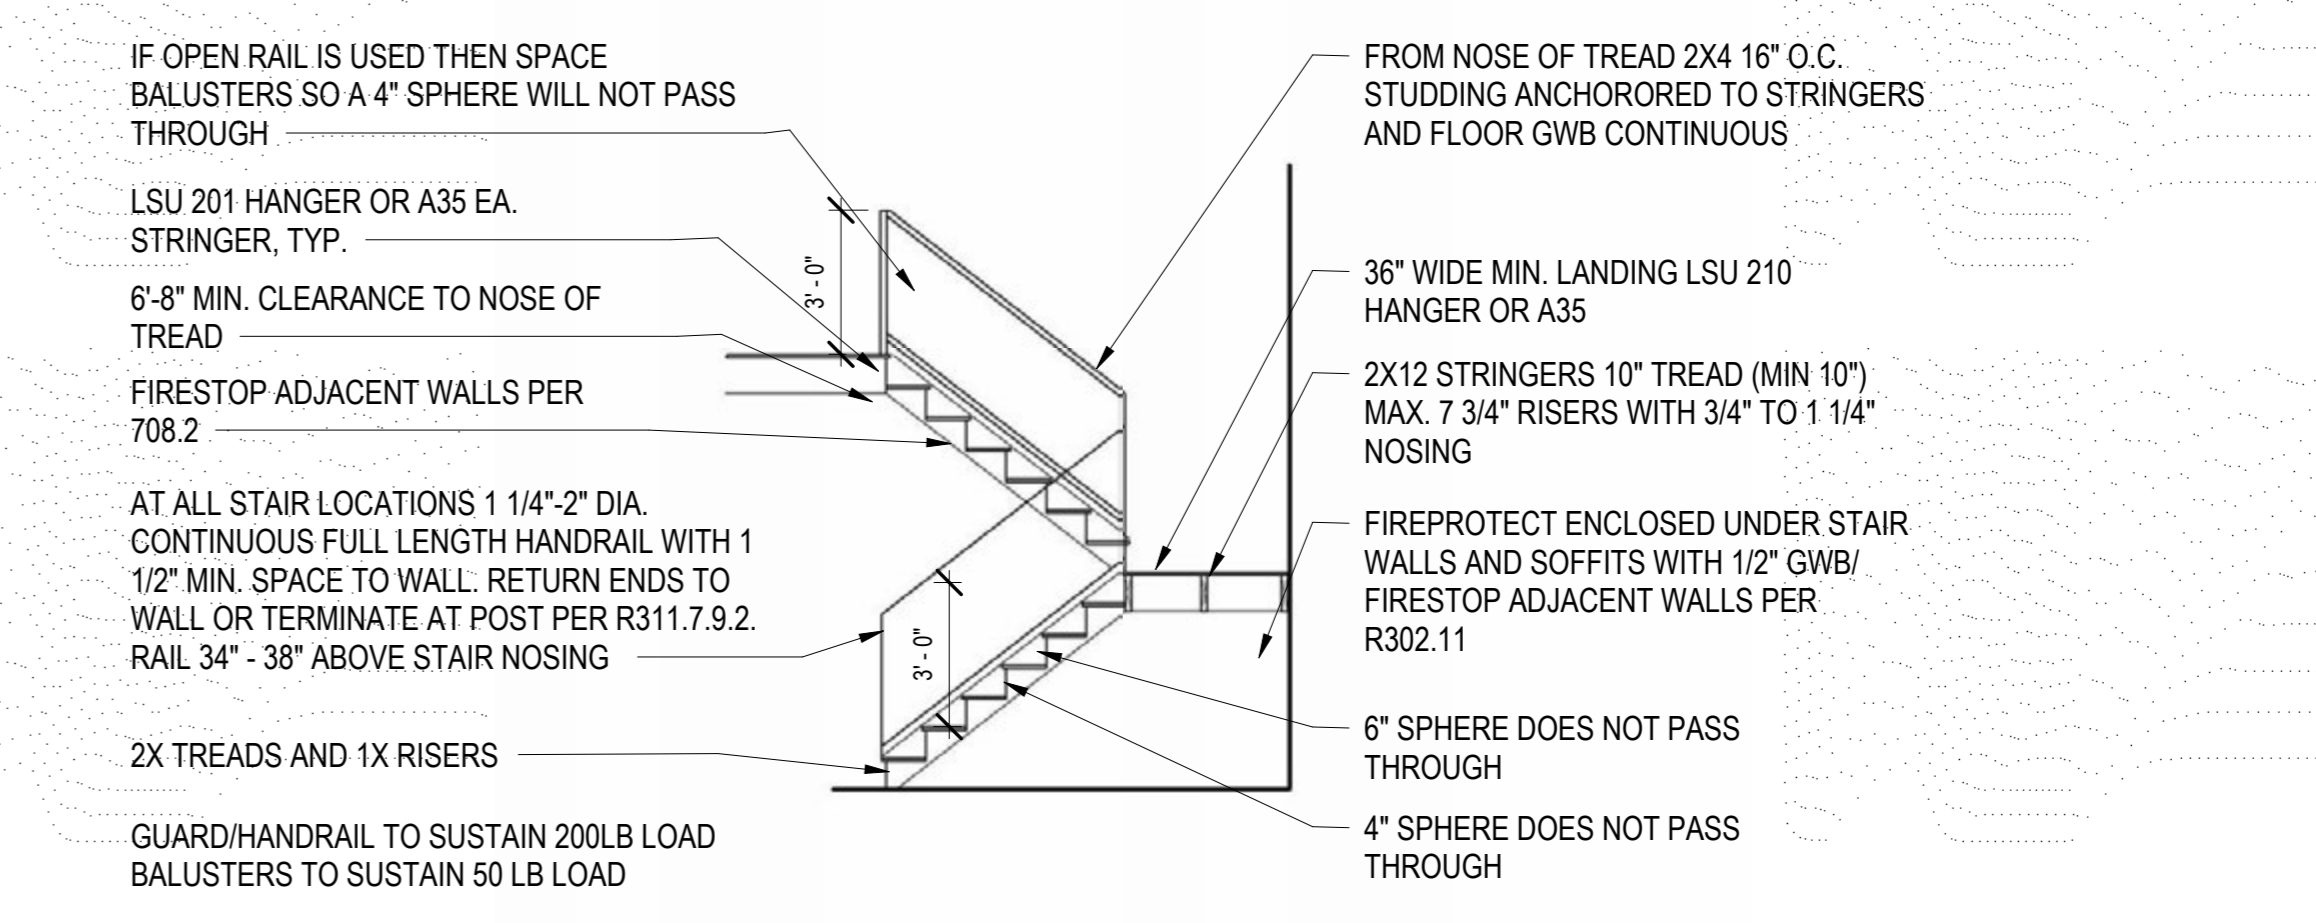 IF OPEN RAIL IS USED THEN SPACE
BALUSTERS SO A 4" SPHERE WILL NOT PASS
THROUGH
LSU 201 HANGER OR A35 EA.
STRINGER, TYP.
6'-8" MIN. CLEARANCE TO NOSE OF
TREAD
FIRESTOP ADJACENT WALLS PER
708.2
AT ALL STAIR LOCATIONS 1 1/4"-2" DIA.
CONTINUOUS FULL LENGTH HANDRAIL WITH 1
1/2" MIN. SPACE TO WALL. RETURN ENDS TO
WALL OR TERMINATE AT POST PER R311.7.9.2.
RAIL 34" - 38" ABOVE STAIR NOSING
2X TREADS AND 1X RISERS
GUARD/HANDRAIL TO SUSTAIN 200LB LOAD
BALUSTERS TO SUSTAIN 50 LB LOAD
3' - 0"
3' - 0"
FROM NOSE OF TREAD 2X4 16" O.C.
STUDDING ANCHORORED TO STRINGERS
AND FLOOR GWB CONTINUOUS
36" WIDE MIN. LANDING LSU 210
HANGER OR A35
2X12 STRINGERS 10" TREAD (MIN 10")
MAX. 7 3/4" RISERS WITH 3/4" TO 1 1/4"
NOSING
FIREPROTECT ENCLOSED UNDER STAIR
WALLS AND SOFFITS WITH 1/2" GWB/
FIRESTOP ADJACENT WALLS PER
R302.11
6" SPHERE DOES NOT PASS
THROUGH
4" SPHERE DOES NOT PASS
THROUGH